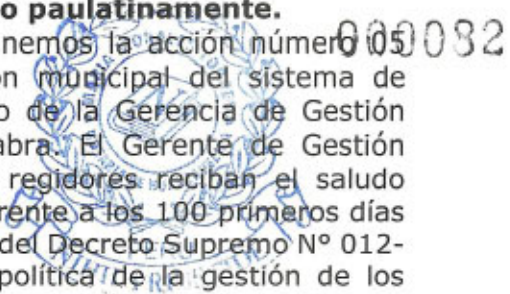 o paulatinamente.
nemos la acción número 05
000082
ón municipal del sistema de
o de la Gerencia de Gestión
abra. El Gerente de Gestión
regidores reciban el saludo
rente a los 100 primeros días
del Decreto Supremo Nº 012-
política de la gestión de los